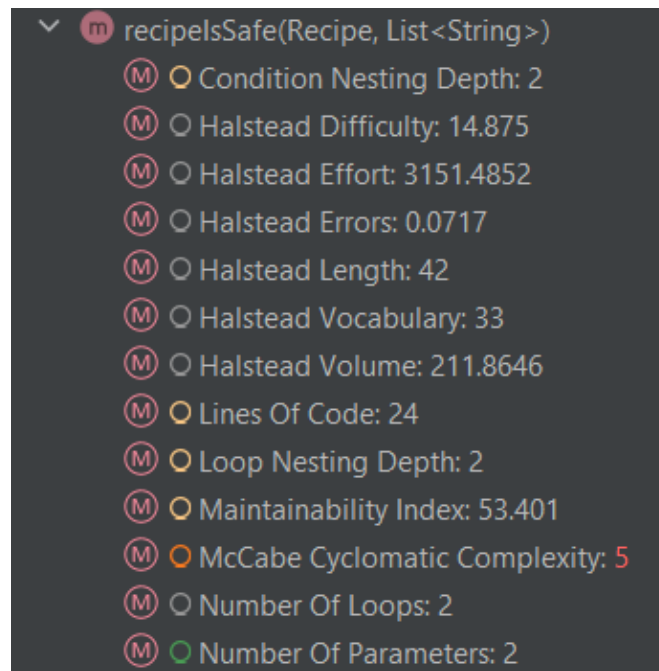 m recipeIsSafe(Recipe, List<String>)
M Condition Nesting Depth: 2
M Halstead Difficulty: 14.875
M Halstead Effort: 3151.4852
M Halstead Errors: 0.0717
M Halstead Length: 42
M Halstead Vocabulary: 33
M Halstead Volume: 211.8646
M Lines Of Code: 24
M Loop Nesting Depth: 2
M Maintainability Index: 53.401
M McCabe Cyclomatic Complexity: 5
M Number Of Loops: 2
M Number Of Parameters: 2